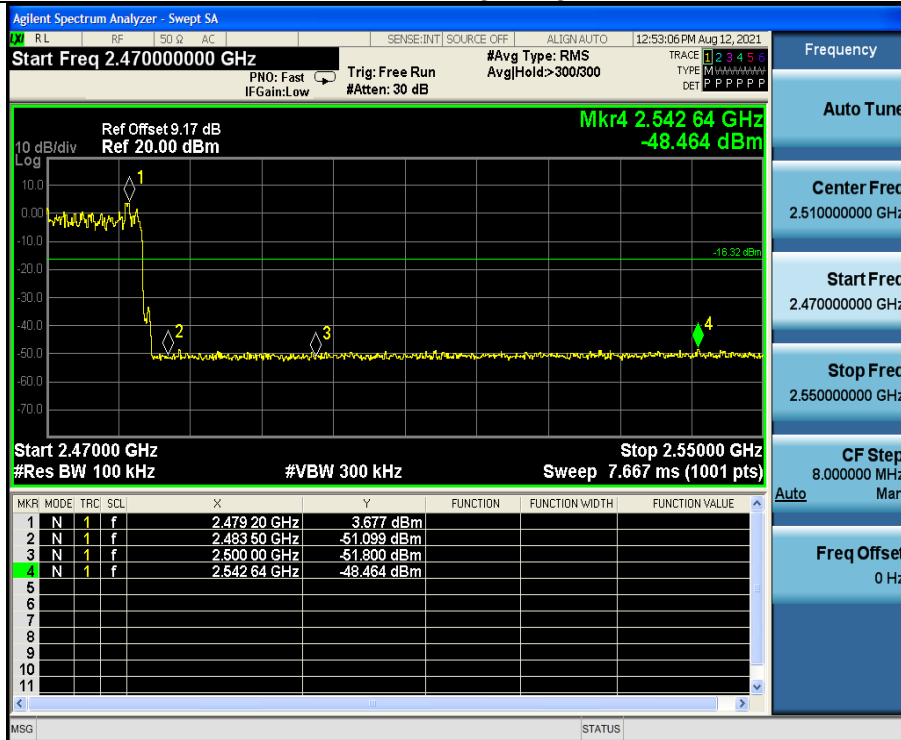 Agilent Spectrum Analyzer - Swept SA
LXI RL RF 50 Ω AC SENSE:INT SOURCE OFF ALIGN AUTO 12:53:06 PM Aug 12, 2021
Start Freq 2.470000000 GHz
PNO: Fast
IFGain:Low
Trig: Free Run
#Atten: 30 dB
#Avg Type: RMS
Avg|Hold:>300/300
TRACE 1 2 3 4 5 6
TYPE M
DET P P P P P P
Frequency
Auto Tune
Center Freq
2.510000000 GHz
Start Freq
2.470000000 GHz
Stop Freq
2.550000000 GHz
CF Step
8.000000 MHz
Auto Man
Freq Offset
0 Hz
Mkr4 2.542 64 GHz
-48.464 dBm
Ref Offset 9.17 dB
10 dB/div Ref 20.00 dBm
Log
10.0
0.00
-10.0
-20.0
-30.0
-40.0
-50.0
-60.0
-70.0
1
2
3
4
-16.32 dBm
Start 2.47000 GHz Stop 2.55000 GHz
#Res BW 100 kHz #VBW 300 kHz Sweep 7.667 ms (1001 pts)
MKR MODE TRC SCL X Y FUNCTION FUNCTION WIDTH FUNCTION VALUE
1 N 1 f 2.479 20 GHz 3.677 dBm
2 N 1 f 2.483 50 GHz -51.099 dBm
3 N 1 f 2.500 00 GHz -51.800 dBm
4 N 1 f 2.542 64 GHz -48.464 dBm
5
6
7
8
9
10
11
MSG STATUS